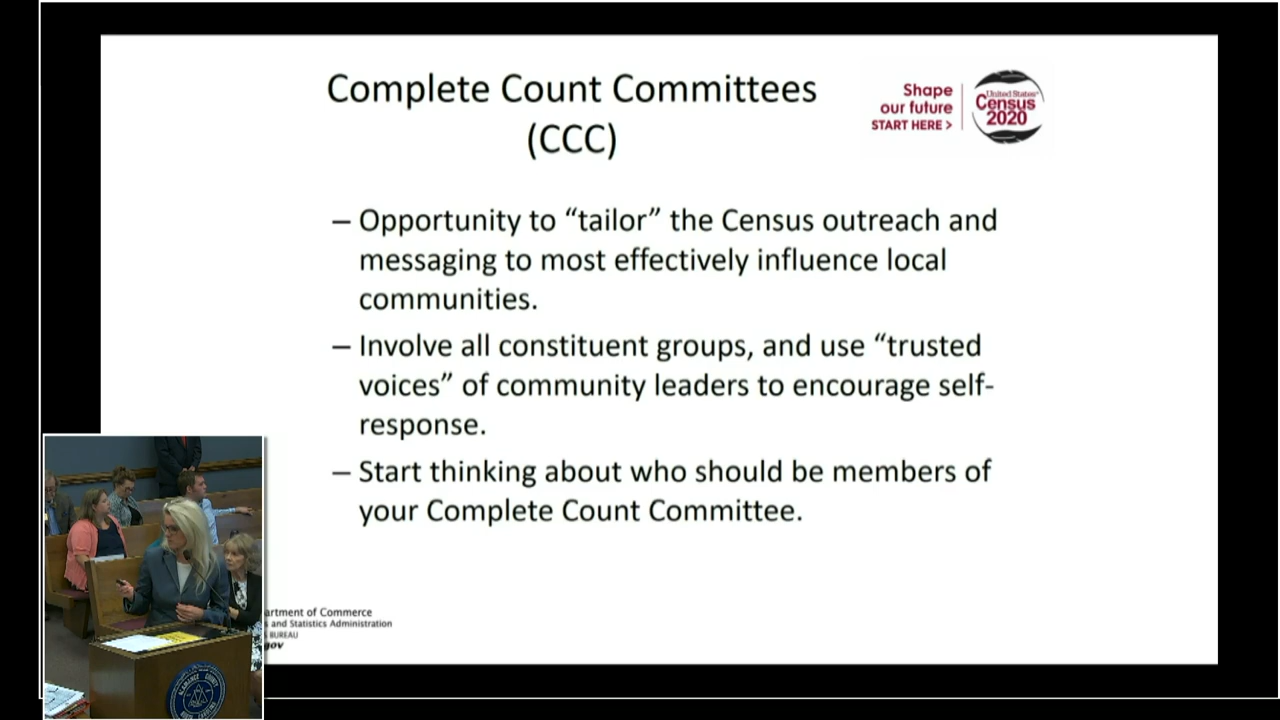 Complete Count Committees
(CCC)
Shape
our future
START HERE >
United States
Census
2020
– Opportunity to “tailor” the Census outreach and
messaging to most effectively influence local
communities.
– Involve all constituent groups, and use “trusted
voices” of community leaders to encourage self-
response.
– Start thinking about who should be members of
your Complete Count Committee.
artment of Commerce
and Statistics Administration
BUREAU
gov
ALAMANCE COUNTY